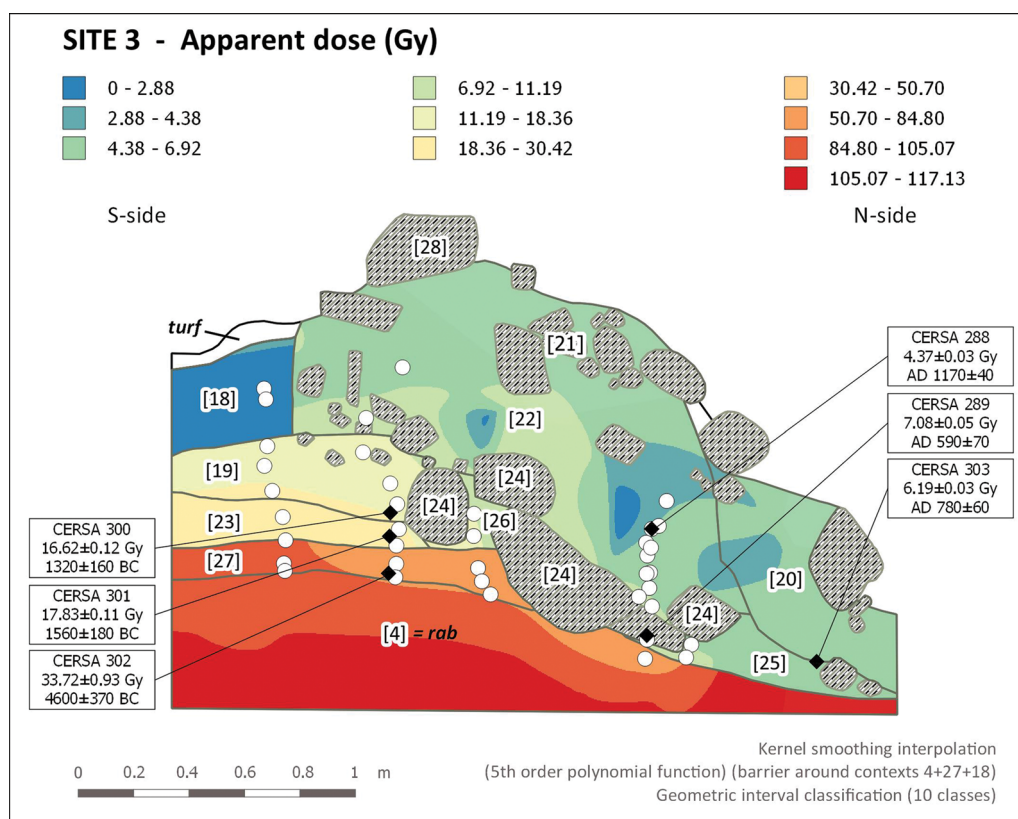 SITE 3 - Apparent dose (Gy)
0 - 2.88
2.88 - 4.38
4.38 - 6.92
6.92 - 11.19
11.19 - 18.36
18.36 - 30.42
30.42 - 50.70
50.70 - 84.80
84.80 - 105.07
105.07 - 117.13
S-side
N-side
[28]
turf
[21]
[18]
[22]
[19]
[24]
[24]
[23]
[26]
[24]
[27]
[20]
[24]
[4] = rab
[25]
CERSA 288
4.37±0.03 Gy
AD 1170±40
CERSA 289
7.08±0.05 Gy
AD 590±70
CERSA 303
6.19±0.03 Gy
AD 780±60
CERSA 300
16.62±0.12 Gy
1320±160 BC
CERSA 301
17.83±0.11 Gy
1560±180 BC
CERSA 302
33.72±0.93 Gy
4600±370 BC
0 0.2 0.4 0.6 0.8 1 m
Kernel smoothing interpolation
(5th order polynomial function) (barrier around contexts 4+27+18)
Geometric interval classification (10 classes)